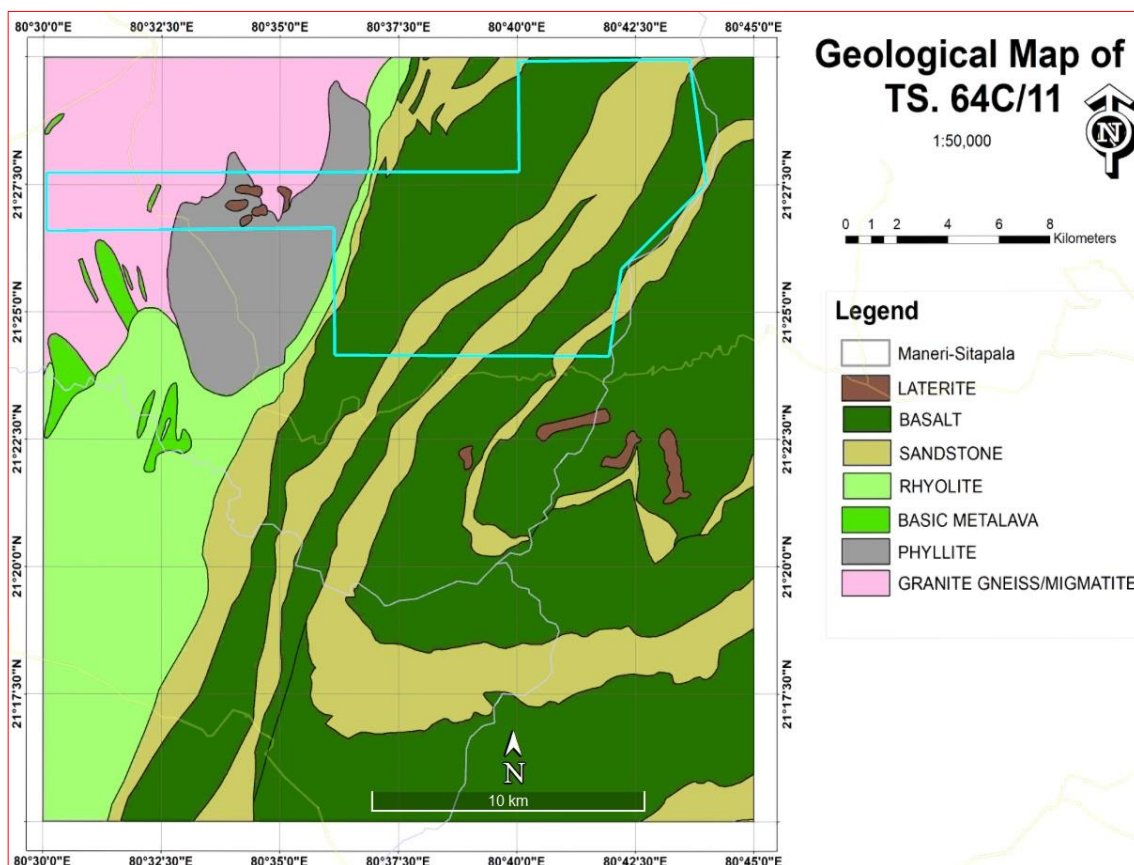 80°30'0"E 80°32'30"E 80°35'0"E 80°37'30"E 80°40'0"E 80°42'30"E 80°45'0"E
Geological Map of
TS. 64C/11
N
1:50,000
0 1 2 4 6 8
Kilometers
21°27'30"N 21°27'30"N
21°25'0"N 21°25'0"N
21°22'30"N 21°22'30"N
21°20'0"N 21°20'0"N
21°17'30"N 21°17'30"N
Legend
Maneri-Sitapala
LATERITE
BASALT
SANDSTONE
RHYOLITE
BASIC METALAVA
PHYLLITE
GRANITE GNEISS/MIGMATITE
N
10 km
80°30'0"E 80°32'30"E 80°35'0"E 80°37'30"E 80°40'0"E 80°42'30"E 80°45'0"E